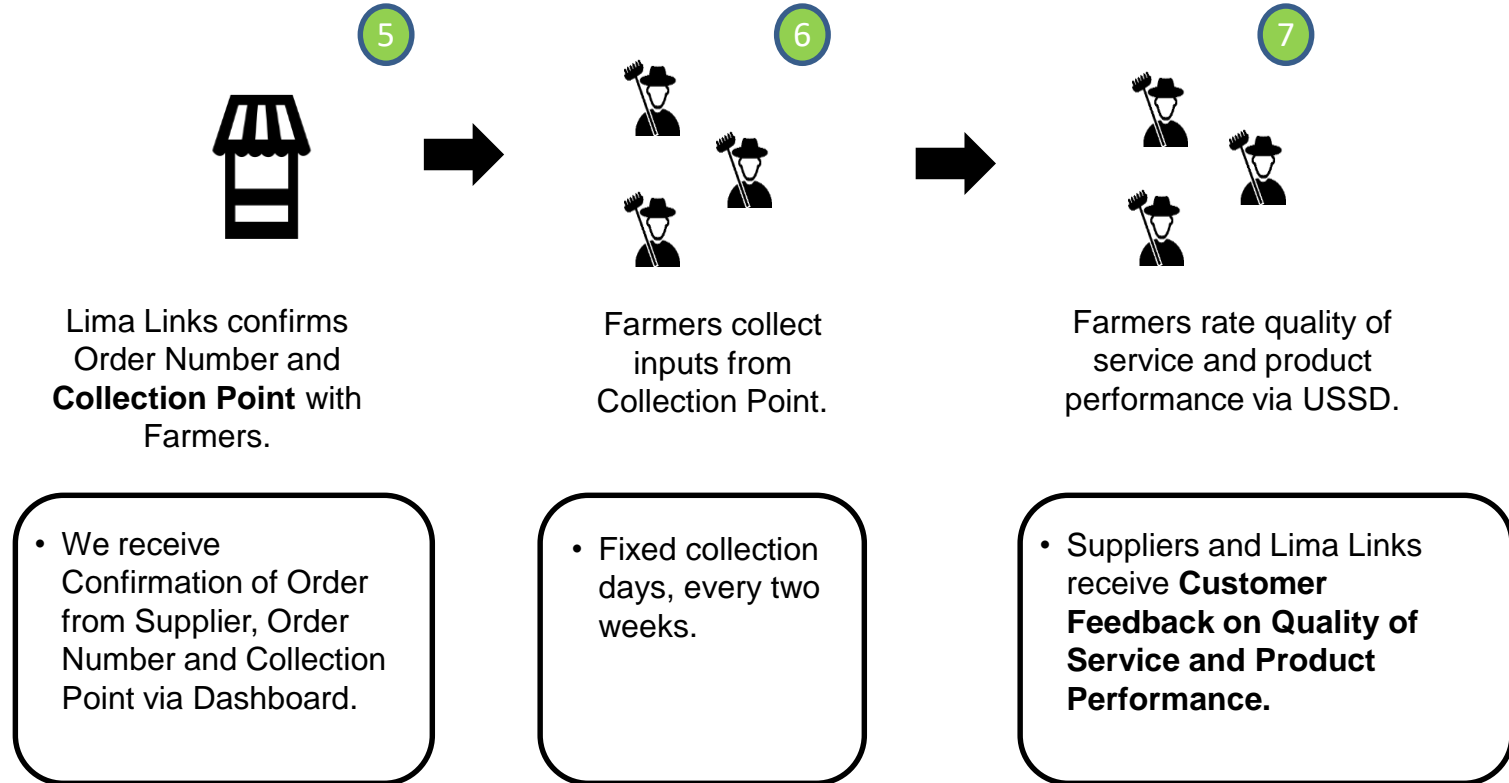 5
6
7
Lima Links confirms
Order Number and
Collection Point with
Farmers.
Farmers collect
inputs from
Collection Point.
Farmers rate quality of
service and product
performance via USSD.
• We receive
Confirmation of Order
from Supplier, Order
Number and Collection
Point via Dashboard.
• Fixed collection
days, every two
weeks.
• Suppliers and Lima Links
receive Customer
Feedback on Quality of
Service and Product
Performance.